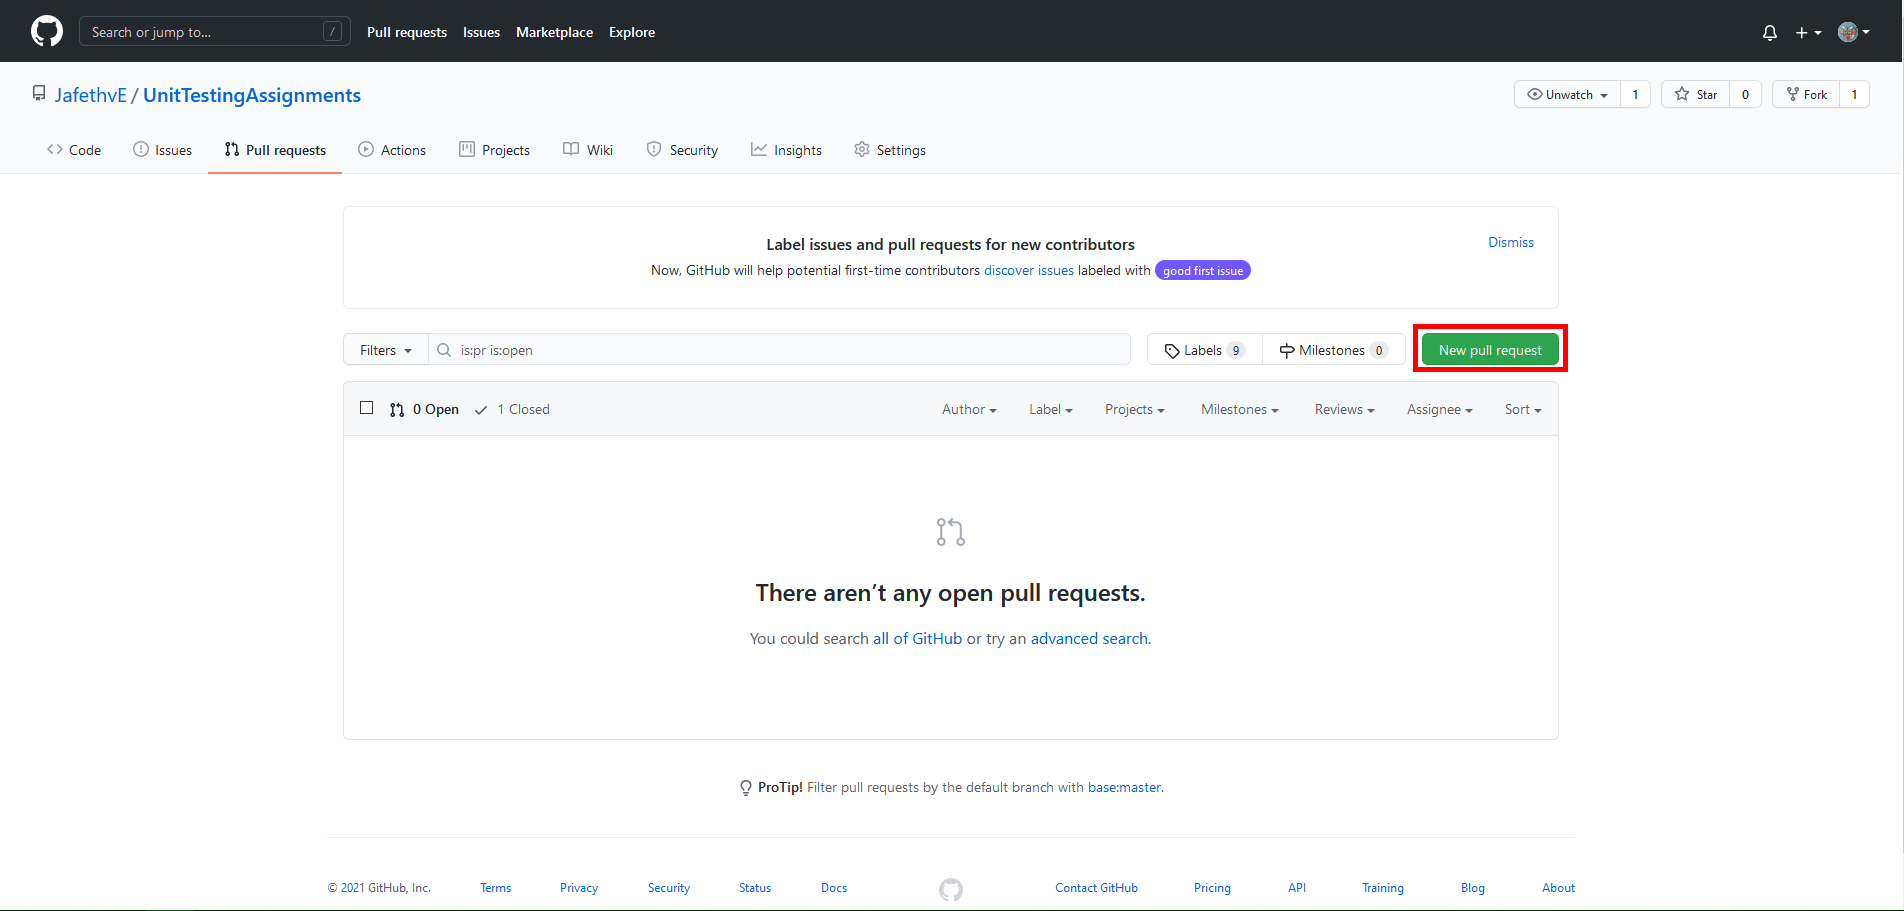 Search or jump to... / Pull requests Issues Marketplace Explore
JafethvE / UnitTestingAssignments Unwatch 1 Star 0 Fork 1
Code Issues Pull requests Actions Projects Wiki Security Insights Settings
Label issues and pull requests for new contributors Dismiss
Now, GitHub will help potential first-time contributors discover issues labeled with good first issue
Filters is:pr is:open Labels 9 Milestones 0 New pull request
0 Open 1 Closed Author Label Projects Milestones Reviews Assignee Sort
There aren’t any open pull requests.
You could search all of GitHub or try an advanced search.
ProTip! Filter pull requests by the default branch with base:master.
© 2021 GitHub, Inc. Terms Privacy Security Status Docs Contact GitHub Pricing API Training Blog About